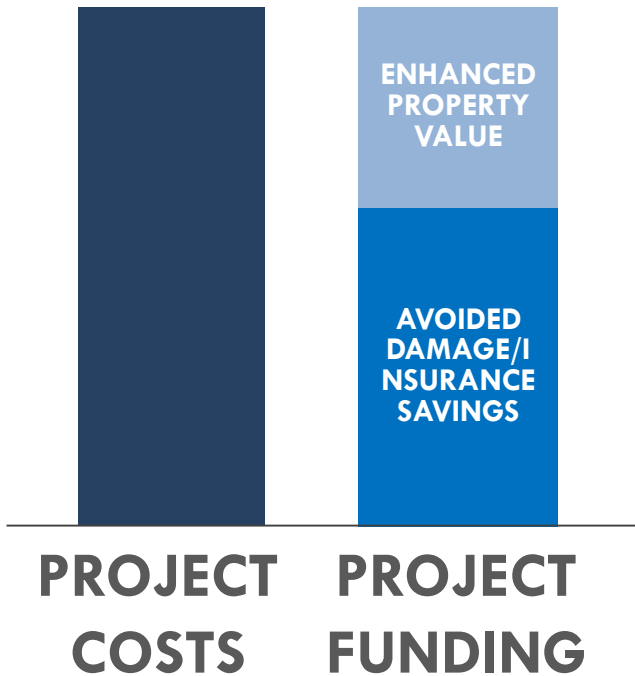 ENHANCED
PROPERTY
VALUE
AVOIDED
DAMAGE/I
NSURANCE
SAVINGS
PROJECT
COSTS
PROJECT
FUNDING